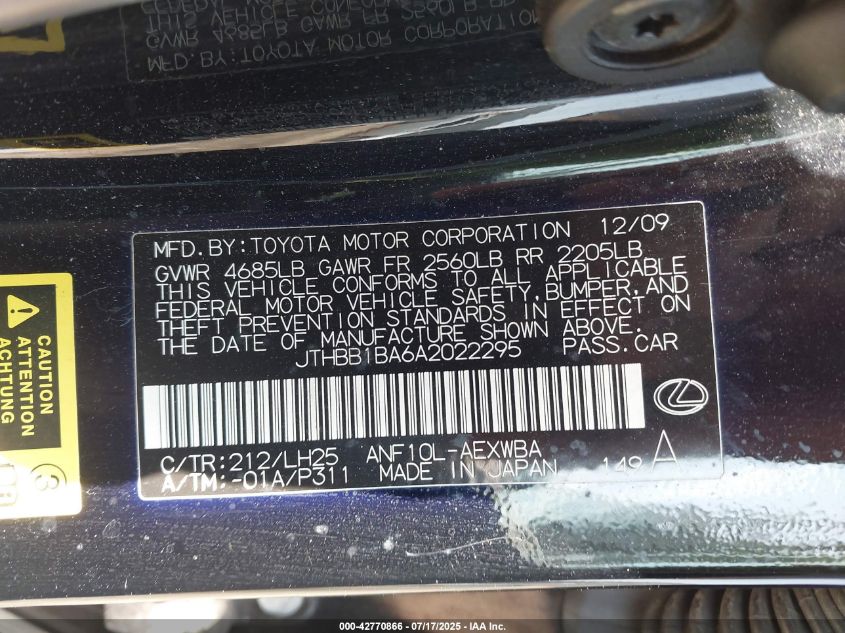 MFD. BY: TOYOTA MOTOR CORPORATION 12/09
GVWR 4685LB GAWR FR 2560LB RR 2205LB
THIS VEHICLE CONFORMS TO ALL APPLICABLE
FEDERAL MOTOR VEHICLE SAFETY, BUMPER, AND
THEFT PREVENTION STANDARDS IN EFFECT ON
THE DATE OF MANUFACTURE SHOWN ABOVE.
JTHBB1BA6A2022295 PASS. CAR
C/TR: 212/LH25 ANF10L-AEXWBA
A/TM: -01A/P311 MADE IN JAPAN 149 A
CAUTION
ATTENTION
ACHTUNG
000-42770866 - 07/17/2025 - IAA Inc.